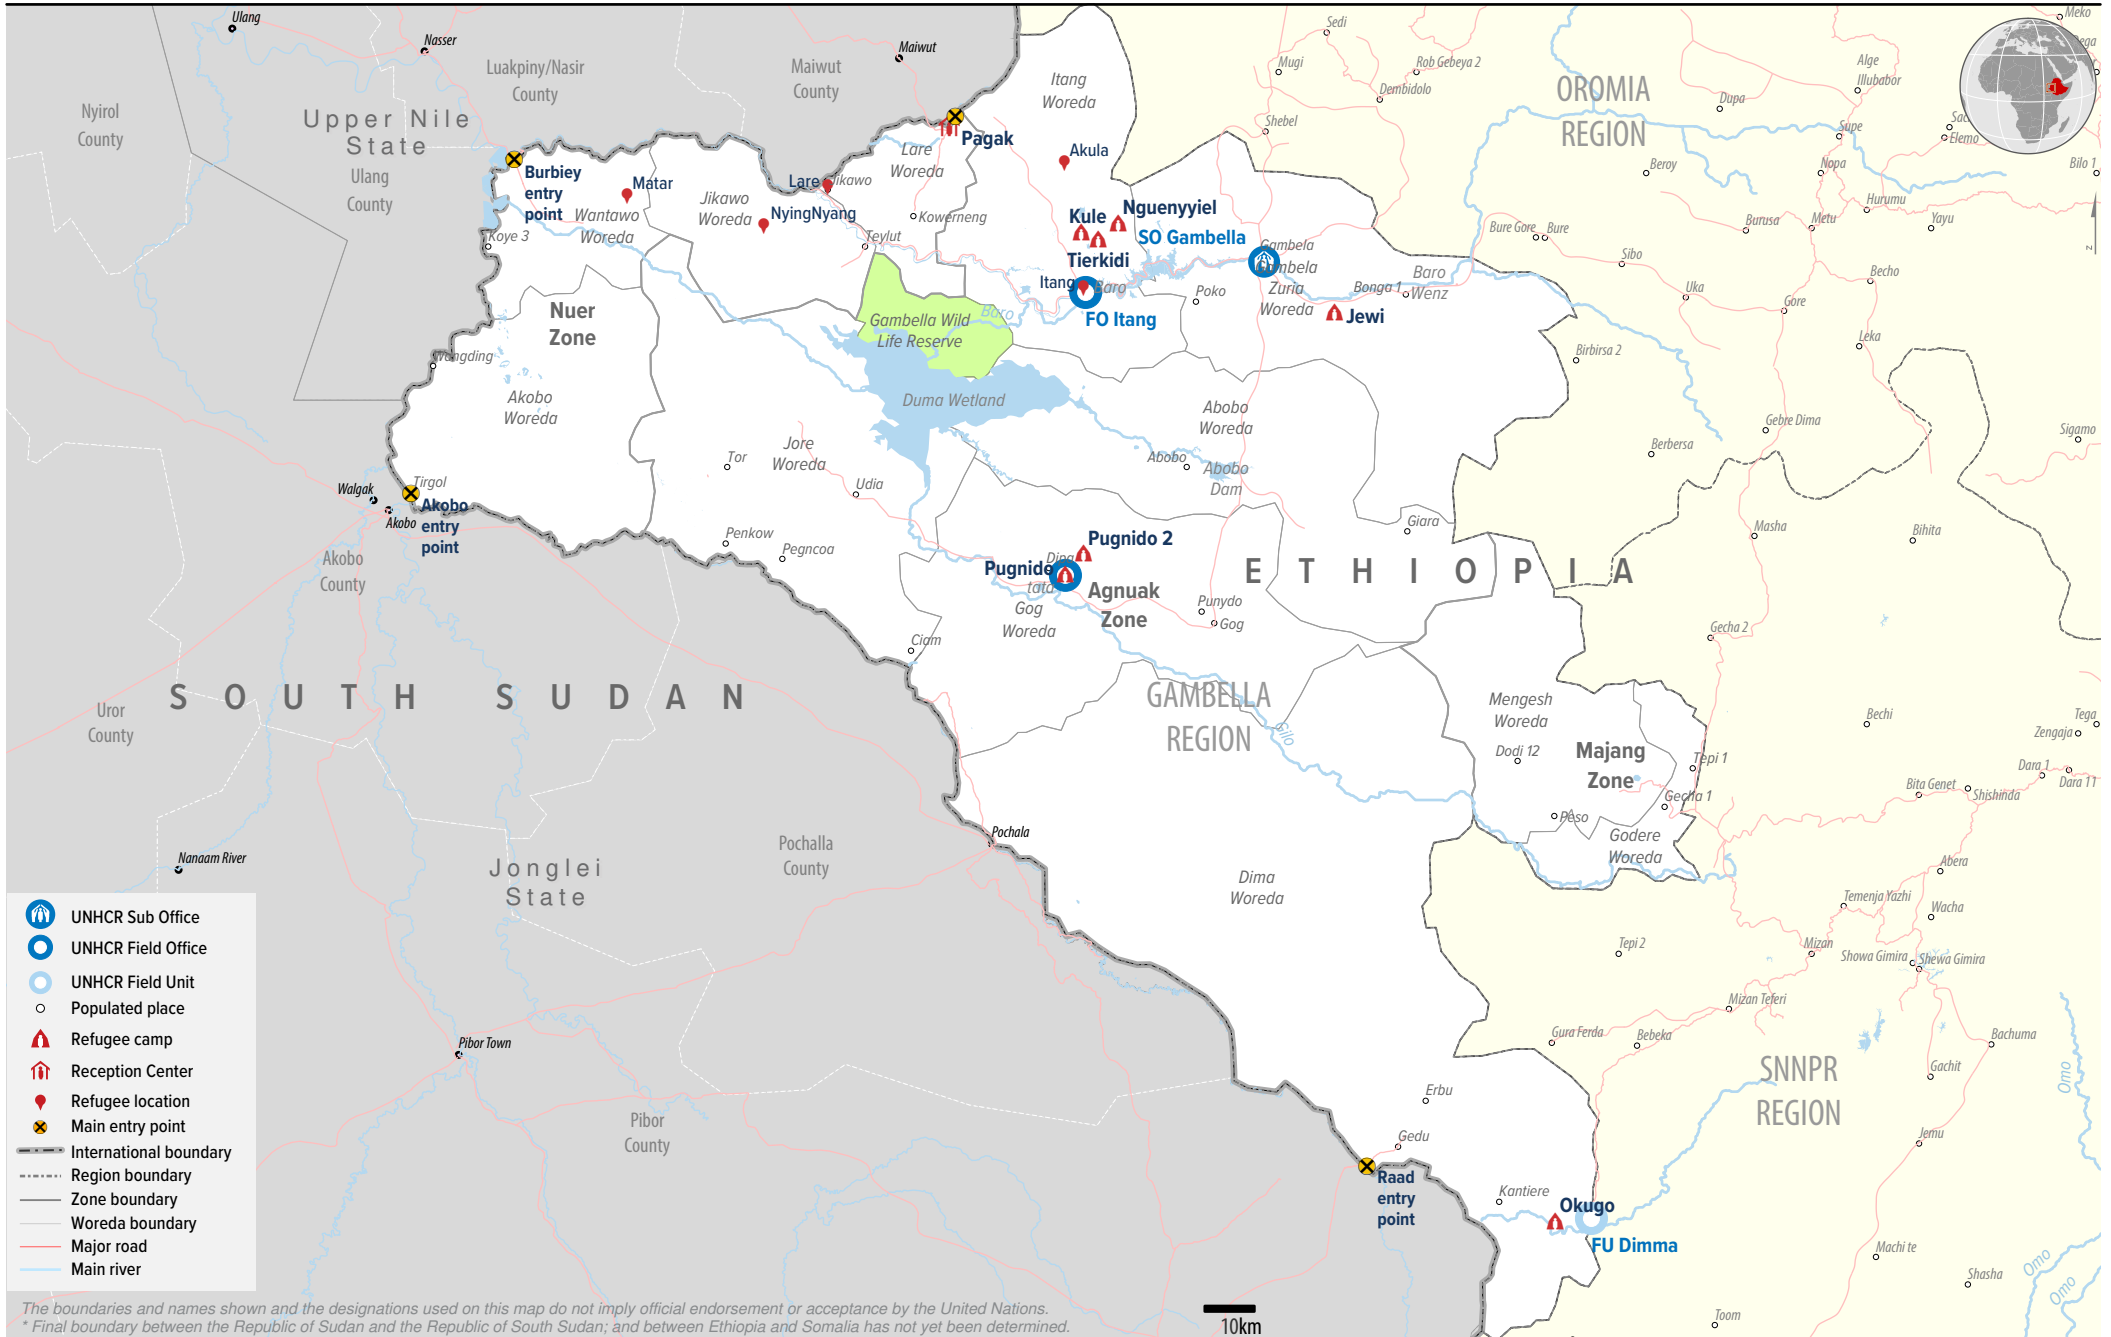 Ulang
Nasser
Maiwut
Luakpiny/Nasir
County
Maiwut
County
Nyirol
County
Upper Nile
State
Ulang
County
Itang
Woreda
Sedi
Mugi
Rob Gebeya 2
Dembidolo
Shebel
OROMIA
REGION
Dupa
Alge
Illubabor
Meko
Supe
Elemo
Beroy
Nopa
Bilo 1
Hurumu
Burusa
Metu
Yayu
Bure Gore
Bure
Sibo
Becho
Uka
Gore
Leka
Birbirsa 2
Gebre Dima
Berbersa
Sigamo
Masha
Bihita
Gecha 2
Bechi
Tega
Zengaja
Dara 1
Dara 11
Bita Genet
Shishinda
Abera
Temenja Yazhi
Wacha
Mizan
Showa Gimira
Shewa Gimira
Tepi 2
Mizan Teferi
Gura Ferda
Bebeka
Bachuma
Gachit
SNNPR
REGION
Jemu
Machi te
Shasha
Toom
Omo
Omo
Omo
N
Pagak
Lare
Woreda
Akula
Burbiey
entry
point
Matar
Wantawo
Woreda
Jikawo
Woreda
Lare
Jikawo
NyingNyang
Kowerneng
Teylut
Koye 3
Kule
Nguenyyiel
SO Gambella
Tierkidi
Itang
Baro
FO Itang
Gambela
Gambela
Zuria
Woreda
Poko
Baro
Wenz
Bonga 1
Jewi
Nuer
Zone
Gambella Wild
Life Reserve
Baro
Wangding
Akobo
Woreda
Duma Wetland
Abobo
Woreda
Abobo
Abobo
Dam
Jore
Woreda
Tor
Udia
Tirgol
Walgak
Akobo
Akobo
entry
point
Akobo
County
Penkow
Pegncoa
Giara
Pugnido 2
Pugnido
tata
Agnuak
Zone
Gog
Woreda
Punydo
Gog
Ciam
ETHIOPIA
SOUTH SUDAN
Uror
County
GAMBELLA
REGION
Gilo
Mengesh
Woreda
Dodi 12
Majang
Zone
Tepi 1
Gecha 1
Peso
Godere
Woreda
Pochala
Pochalla
County
Nanaam River
Jonglei
State
Dima
Woreda
Pibor Town
Pibor
County
Erbu
Gedu
Raad
entry
point
Kantiere
Okugo
FU Dimma
UNHCR Sub Office
UNHCR Field Office
UNHCR Field Unit
Populated place
Refugee camp
Reception Center
Refugee location
Main entry point
International boundary
Region boundary
Zone boundary
Woreda boundary
Major road
Main river
The boundaries and names shown and the designations used on this map do not imply official endorsement or acceptance by the United Nations.
* Final boundary between the Republic of Sudan and the Republic of South Sudan; and between Ethiopia and Somalia has not yet been determined.
10km